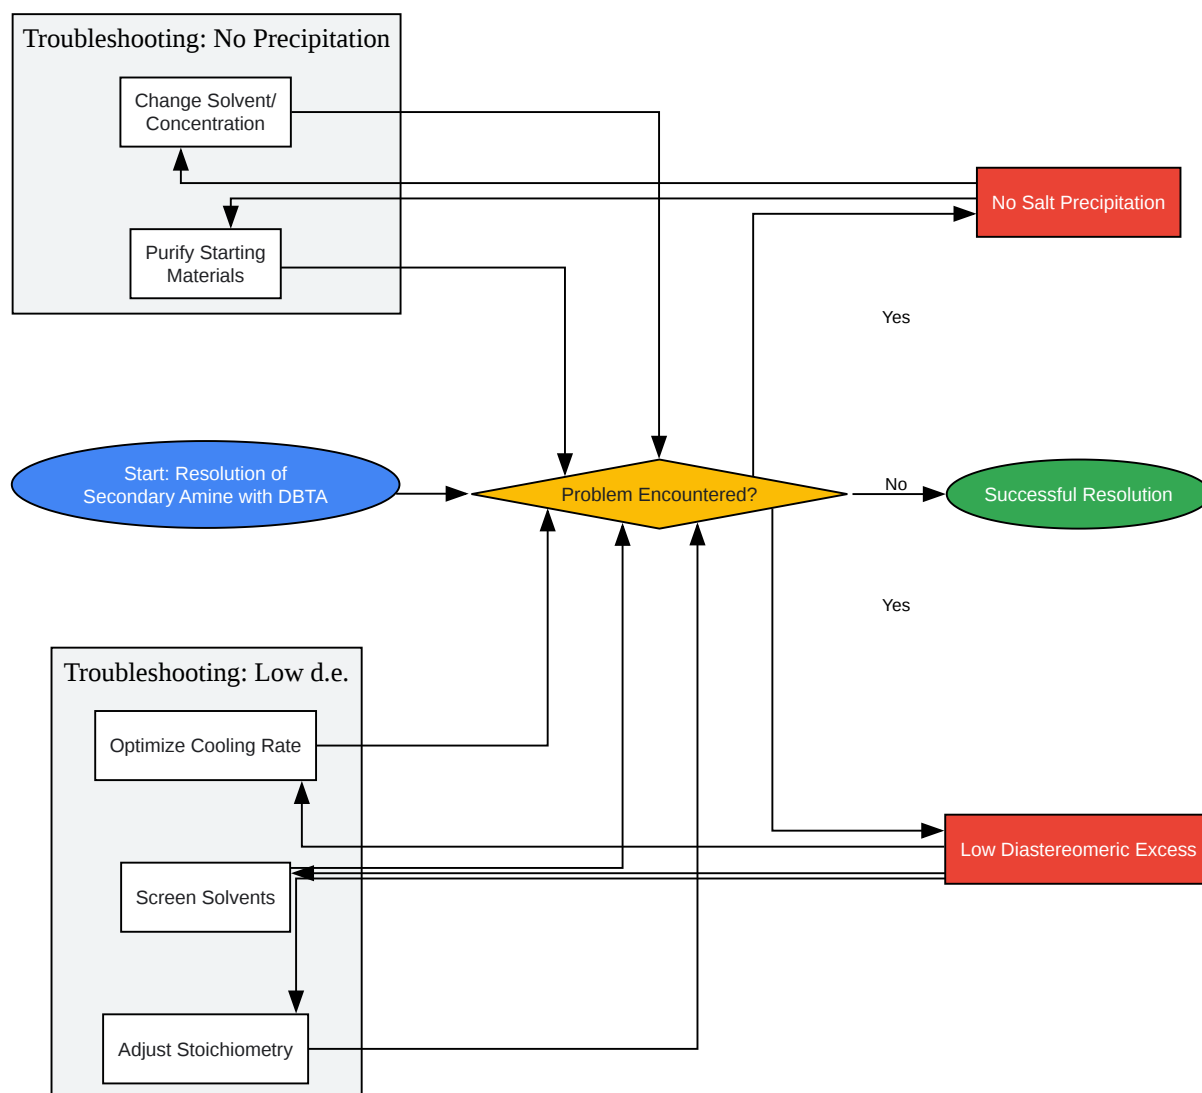 Troubleshooting: No Precipitation
Change Solvent/
Concentration
No Salt Precipitation
Purify Starting
Materials
Yes
Start: Resolution of
Secondary Amine with DBTA
Problem Encountered?
No
Successful Resolution
Yes
Troubleshooting: Low d.e.
Optimize Cooling Rate
Low Diastereomeric Excess
Screen Solvents
Adjust Stoichiometry